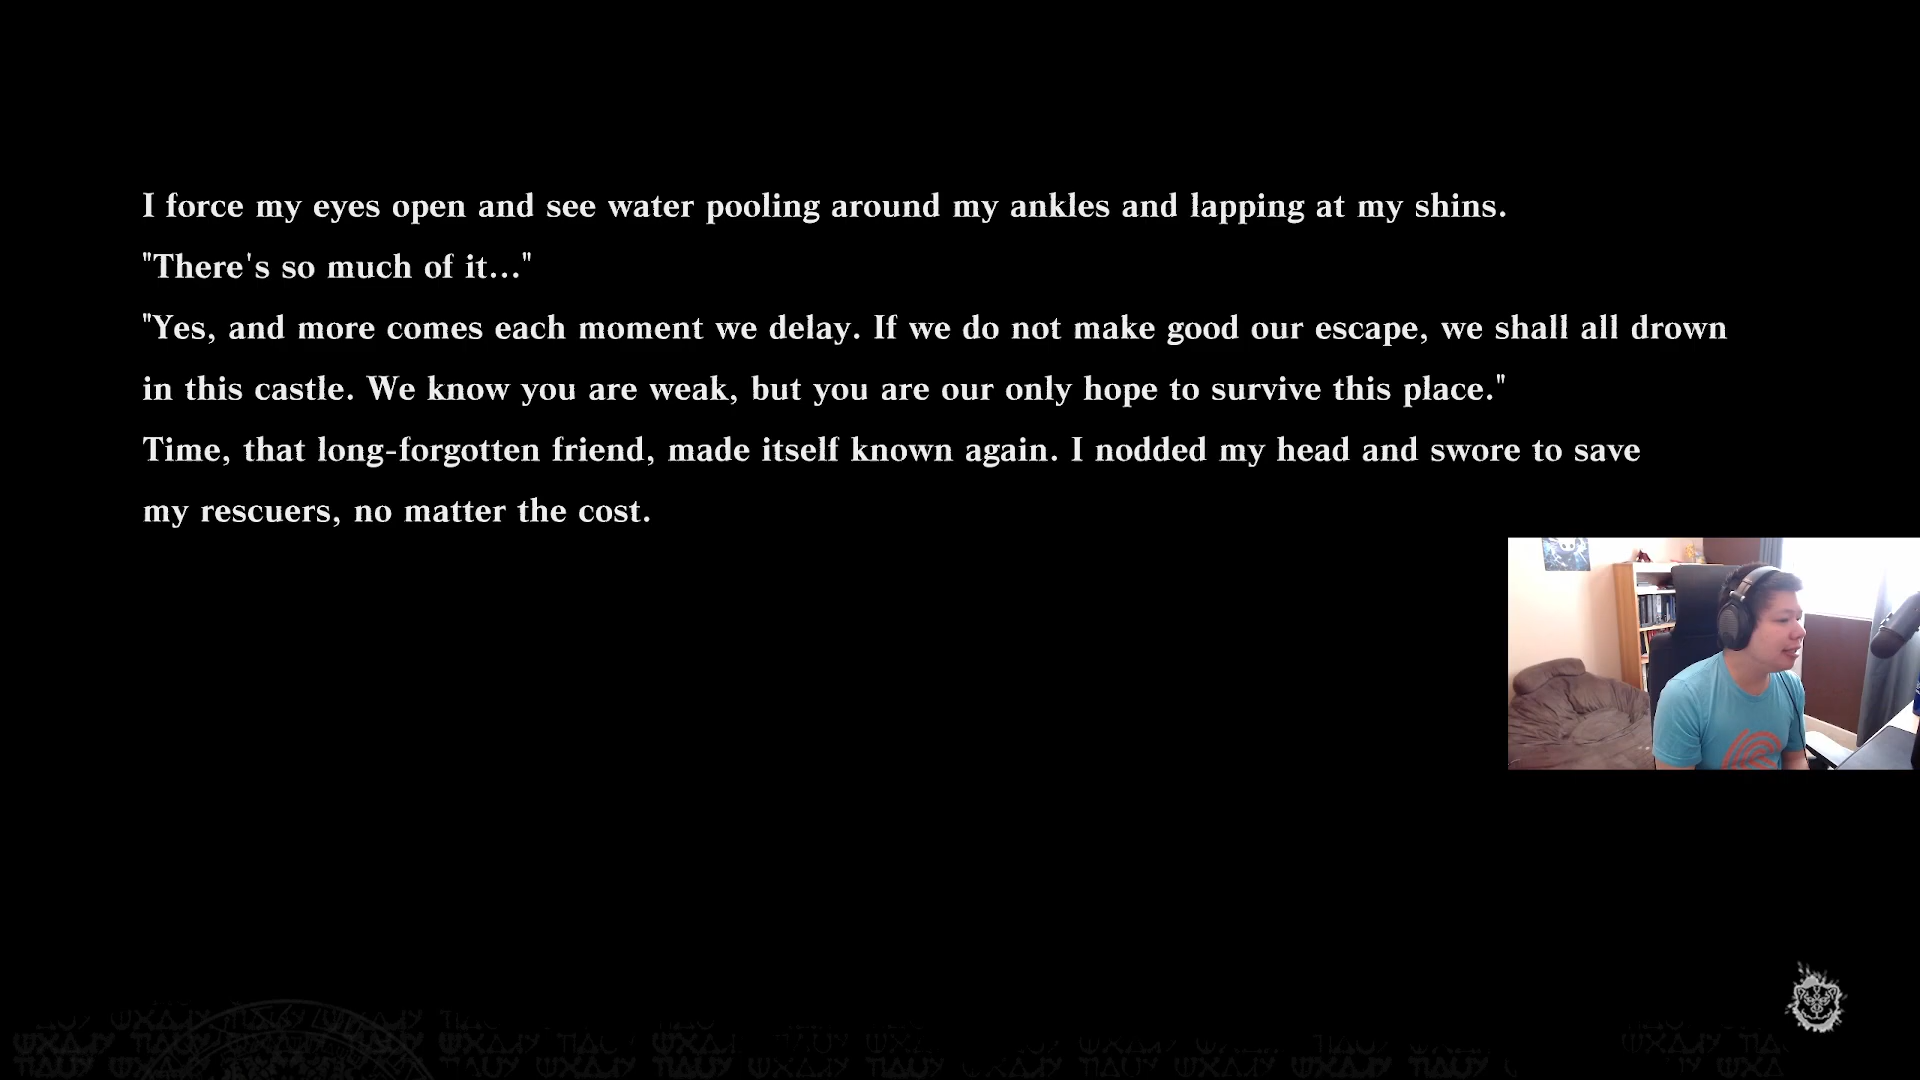 I force my eyes open and see water pooling around my ankles and lapping at my shins.
"There's so much of it..."
"Yes, and more comes each moment we delay. If we do not make good our escape, we shall all drown
in this castle. We know you are weak, but you are our only hope to survive this place."
Time, that long-forgotten friend, made itself known again. I nodded my head and swore to save
my rescuers, no matter the cost.